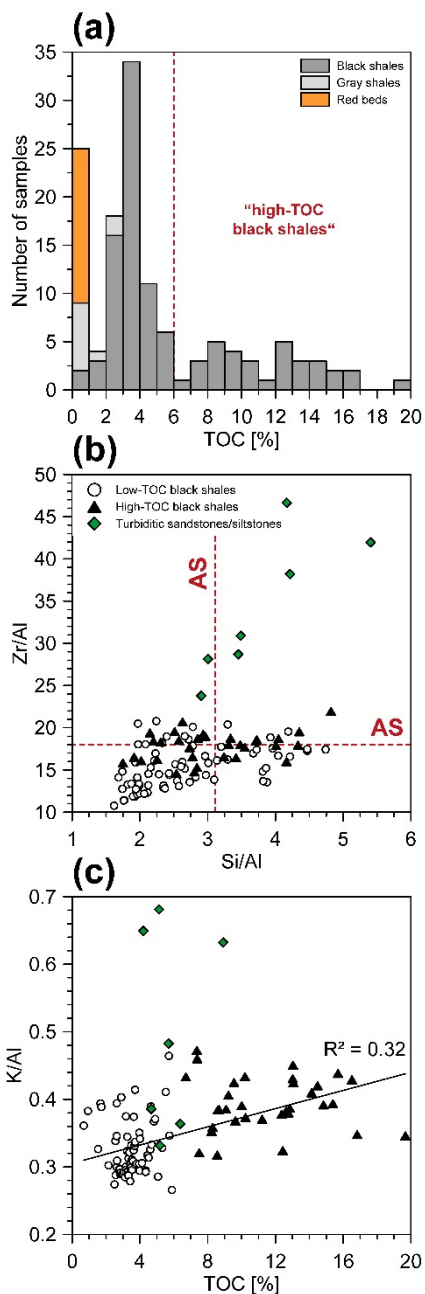 (a)
35
30
25
20
15
10
5
0
Number of samples
Black shales
Gray shales
Red beds
"high-TOC
black shales"
0 2 4 6 8 10 12 14 16 18 20
TOC [%]
(b)
50
45
40
35
30
25
20
15
10
Zr/Al
Low-TOC black shales
High-TOC black shales
Turbiditic sandstones/siltstones
AS
AS
1 2 3 4 5 6
Si/Al
(c)
0.7
0.6
0.5
0.4
0.3
0.2
K/Al
R² = 0.32
0 4 8 12 16 20
TOC [%]